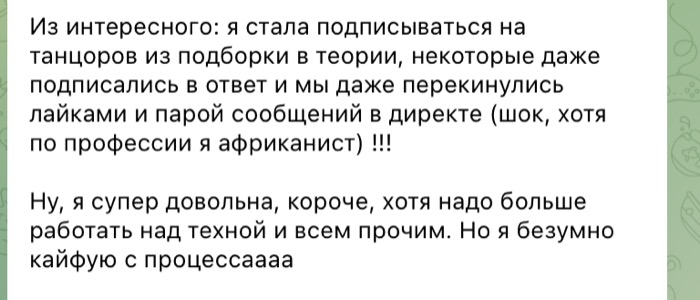 Из интересного: я стала подписываться на
танцоров из подборки в теории, некоторые даже
подписались в ответ и мы даже перекинулись
лайками и парой сообщений в директе (шок, хотя
по профессии я африканист) !!!
Ну, я супер довольна, короче, хотя надо больше
работать над техной и всем прочим. Но я безумно
кайфую с процессаааа